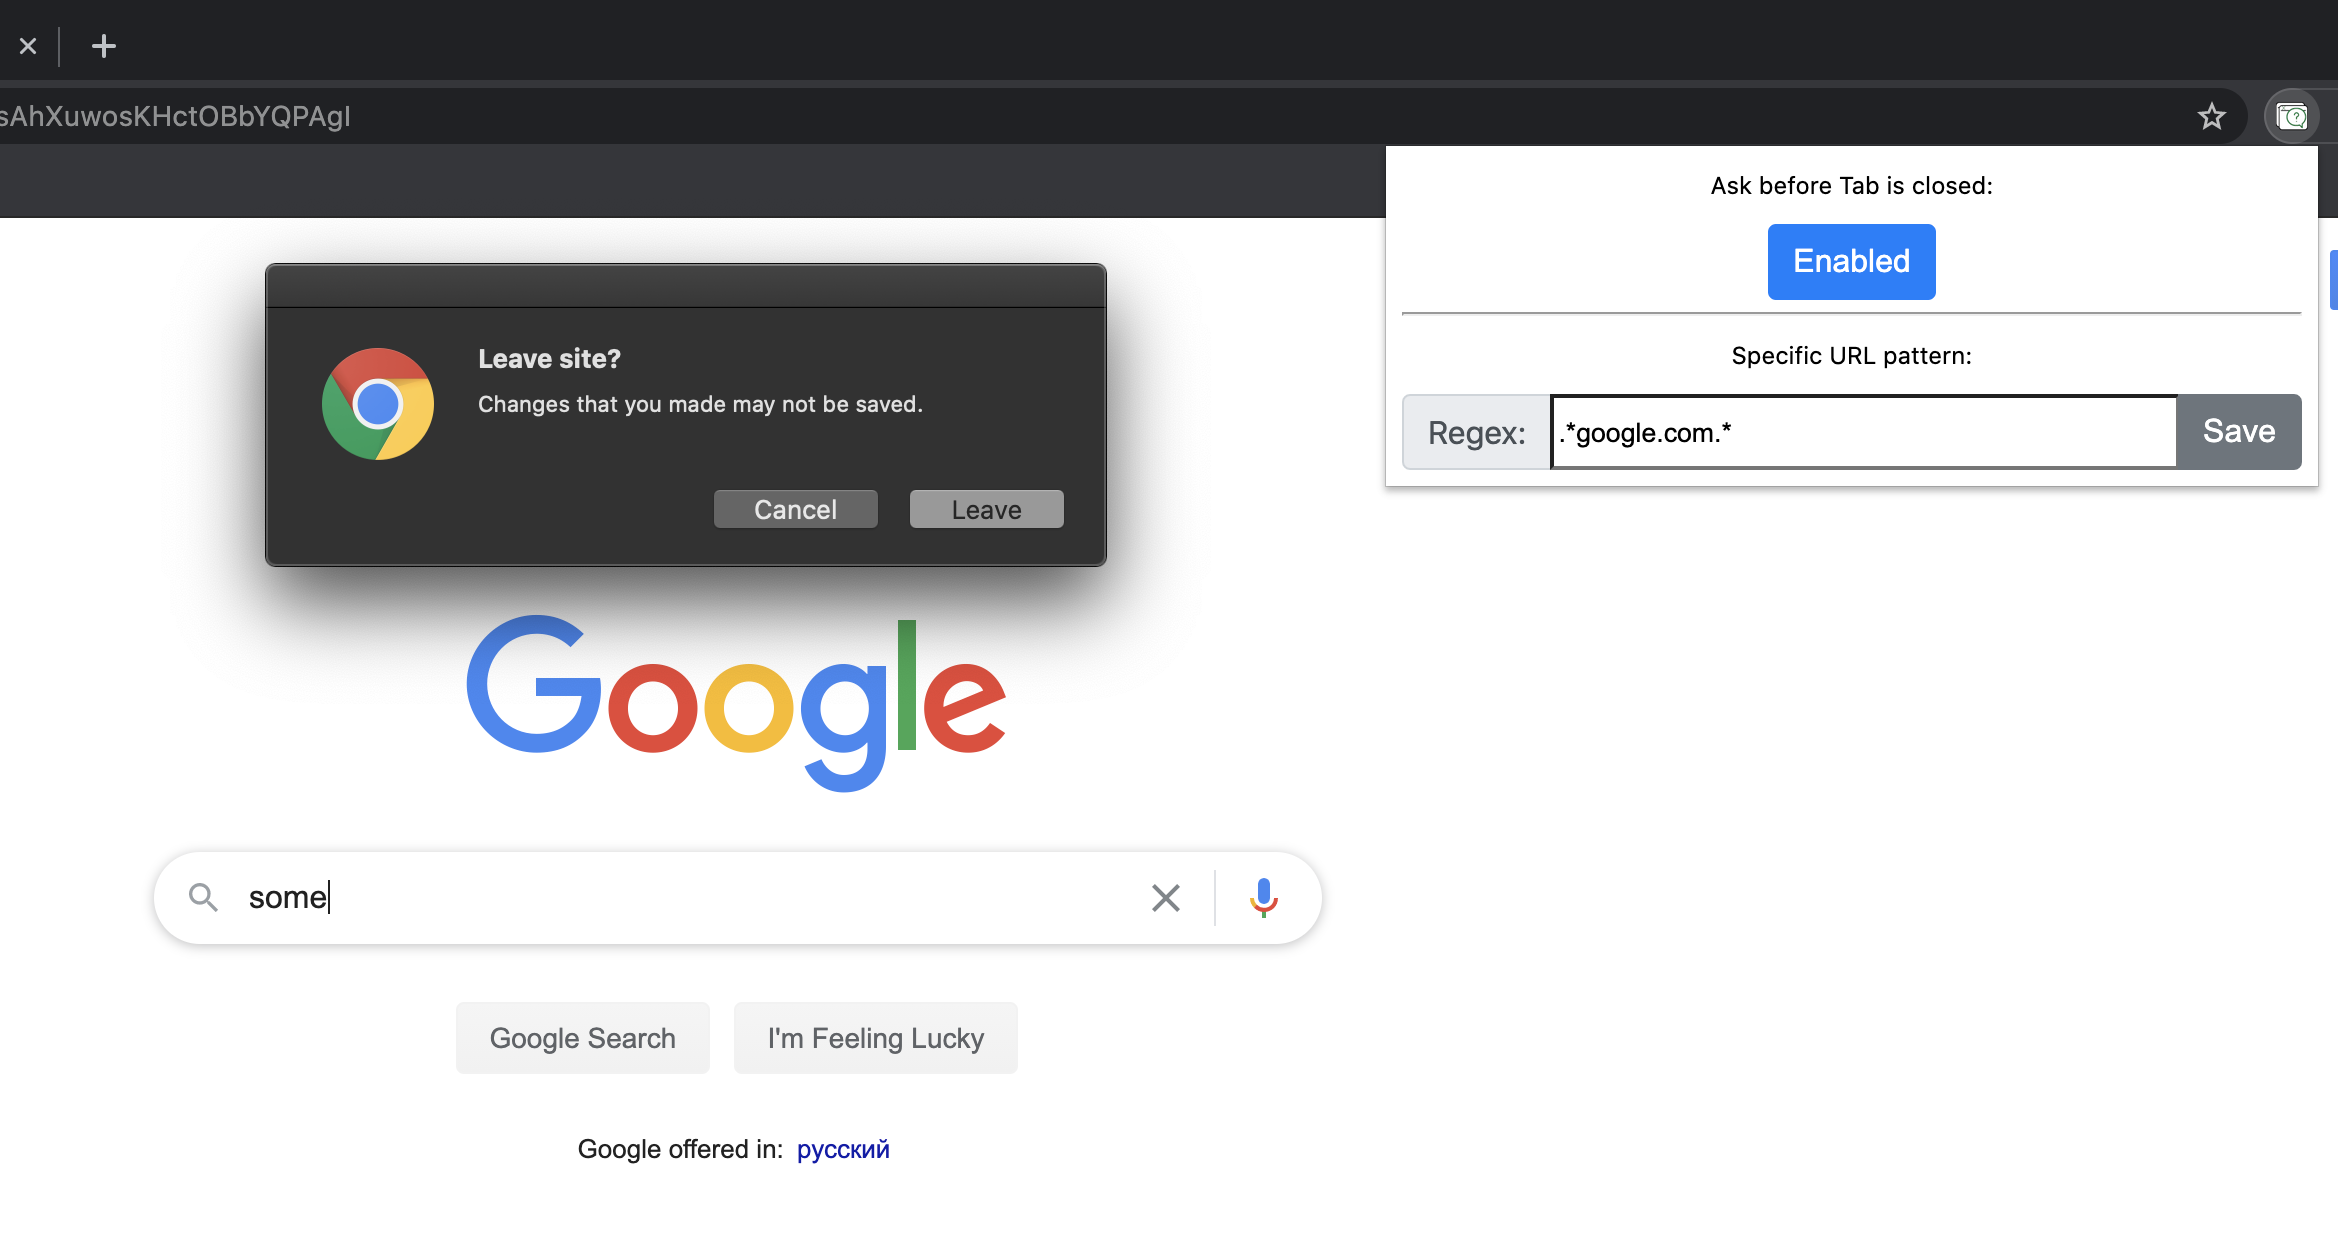 sAhXuwosKHctOBbYQPAgI
Ask before Tab is closed:
Enabled
Specific URL pattern:
Regex: .*google.com.* Save
Leave site?
Changes that you made may not be saved.
Cancel Leave
Google
some
Google Search I'm Feeling Lucky
Google offered in: русский